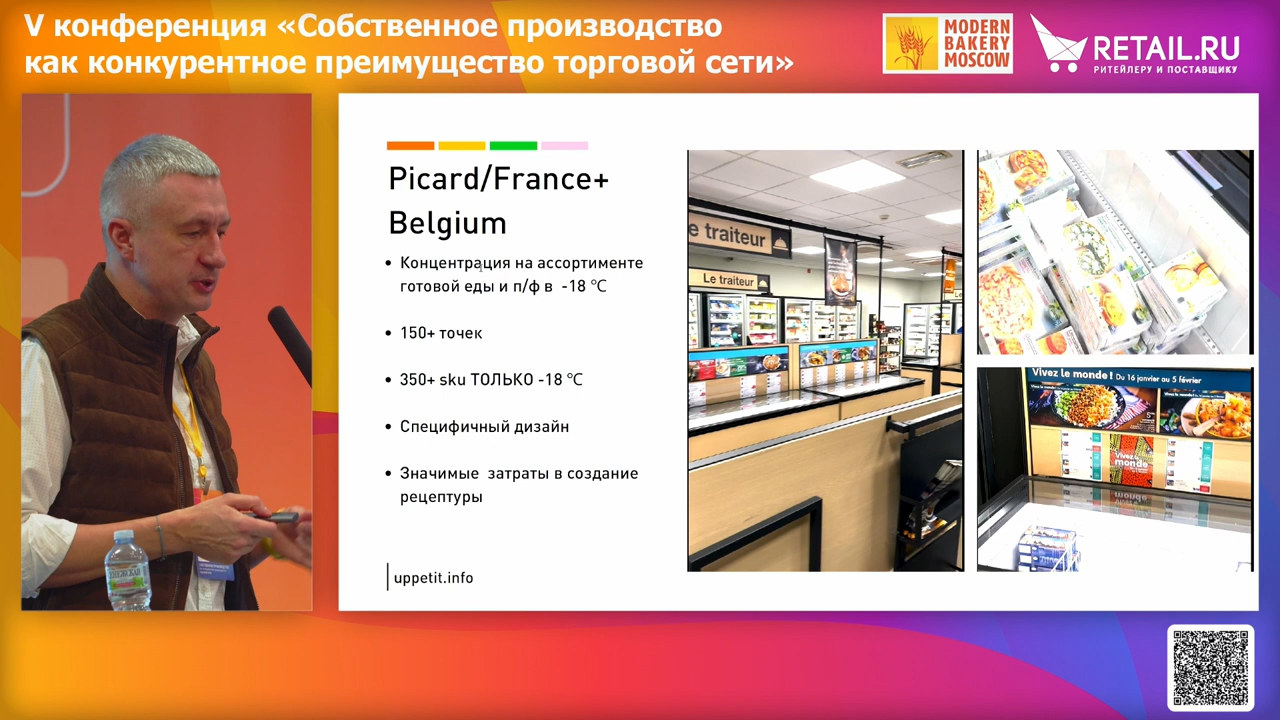 V конференция «Собственное производство
как конкурентное преимущество торговой сети»
MODERN
BAKERY
MOSCOW
RETAIL.RU
РИТЕЙЛЕРУ И ПОСТАВЩИКУ
Picard/France+
Belgium
• Концентрация на ассортименте
готовой еды и п/ф в -18 °C
• 150+ точек
• 350+ sku ТОЛЬКО -18 °C
• Специфичный дизайн
• Значимые затраты в создание
рецептуры
uppetit.info
e traiteur
Le traiteur
Vivez le monde! Du 16 janvier au 5 février
Vivez le
monde